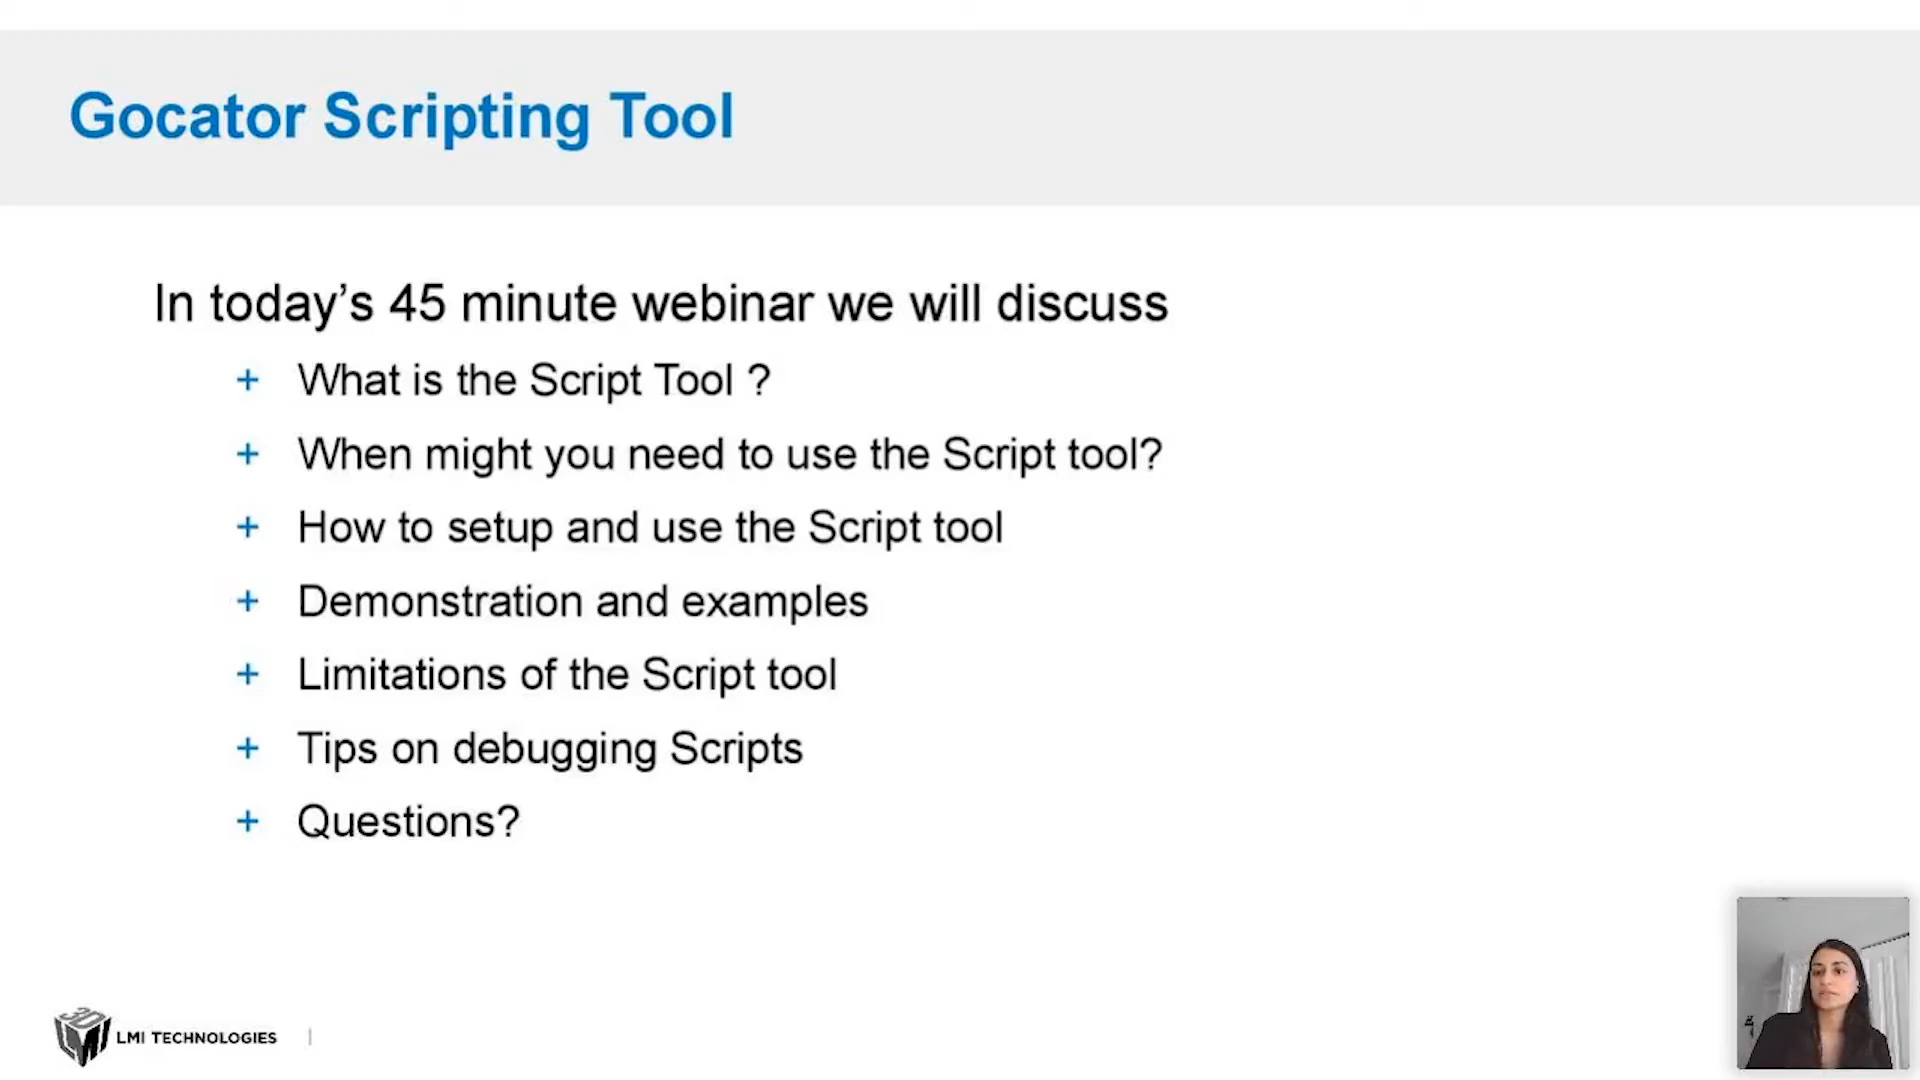 Gocator Scripting Tool
In today's 45 minute webinar we will discuss
+ What is the Script Tool ?
+ When might you need to use the Script tool?
+ How to setup and use the Script tool
+ Demonstration and examples
+ Limitations of the Script tool
+ Tips on debugging Scripts
+ Questions?
3D
LMI TECHNOLOGIES |